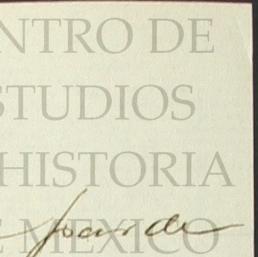 NTRO DE
STUDIOS
HISTORIA
E MEXICO